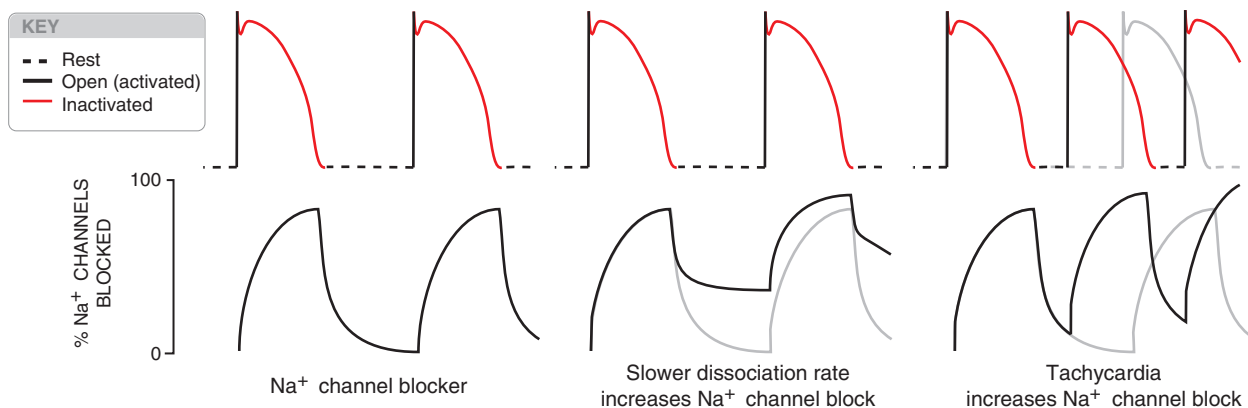 KEY
Rest
Open (activated)
Inactivated
100
% Na⁺ CHANNELS
BLOCKED
0
Na⁺ channel blocker
Slower dissociation rate
increases Na⁺ channel block
Tachycardia
increases Na⁺ channel block